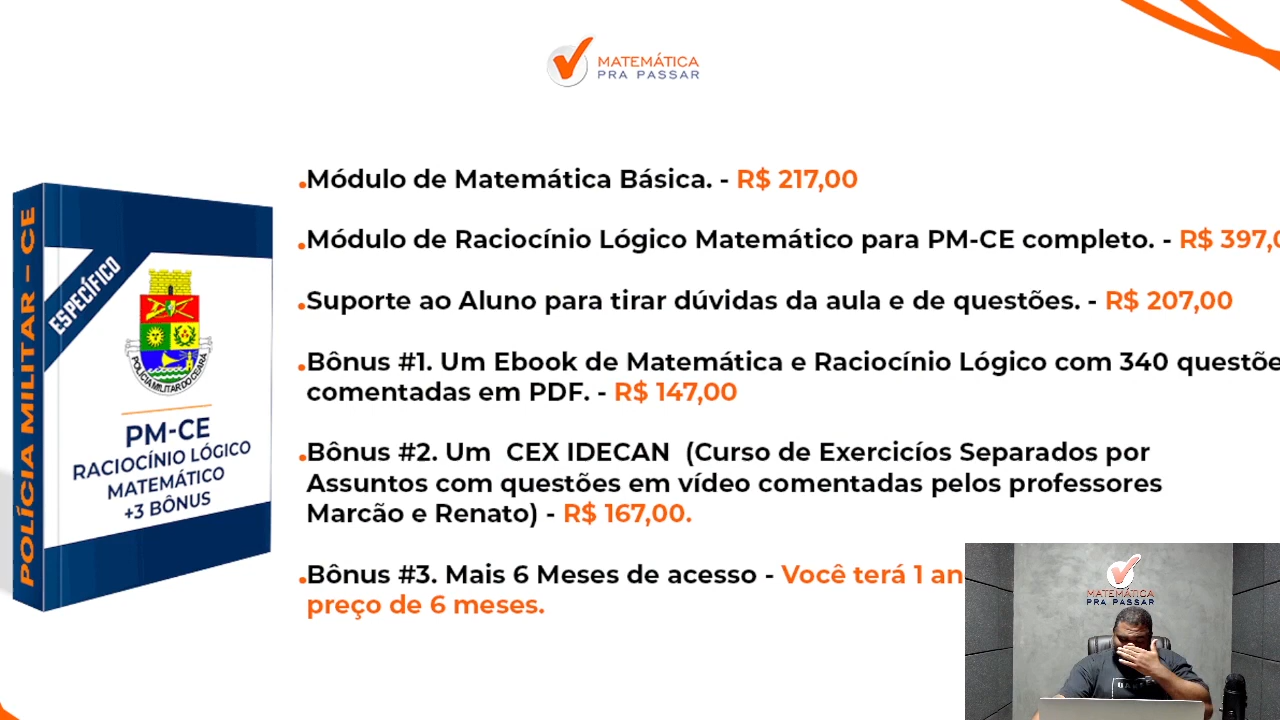 MATEMÁTICA
PRA PASSAR
•Módulo de Matemática Básica. - R$ 217,00
•Módulo de Raciocínio Lógico Matemático para PM-CE completo. - R$ 397,0
•Suporte ao Aluno para tirar dúvidas da aula e de questões. - R$ 207,00
•Bônus #1. Um Ebook de Matemática e Raciocínio Lógico com 340 questõe
comentadas em PDF. - R$ 147,00
•Bônus #2. Um CEX IDECAN (Curso de Exercicíos Separados por
Assuntos com questões em vídeo comentadas pelos professores
Marcão e Renato) - R$ 167,00.
•Bônus #3. Mais 6 Meses de acesso - Você terá 1 an
preço de 6 meses.
POLÍCIA MILITAR - CE
ESPECÍFICO
POLÍCIA MILITAR DO CEARÁ
PM-CE
RACIOCÍNIO LÓGICO
MATEMÁTICO
+3 BÔNUS
MATEMÁTICA
PRA PASSAR